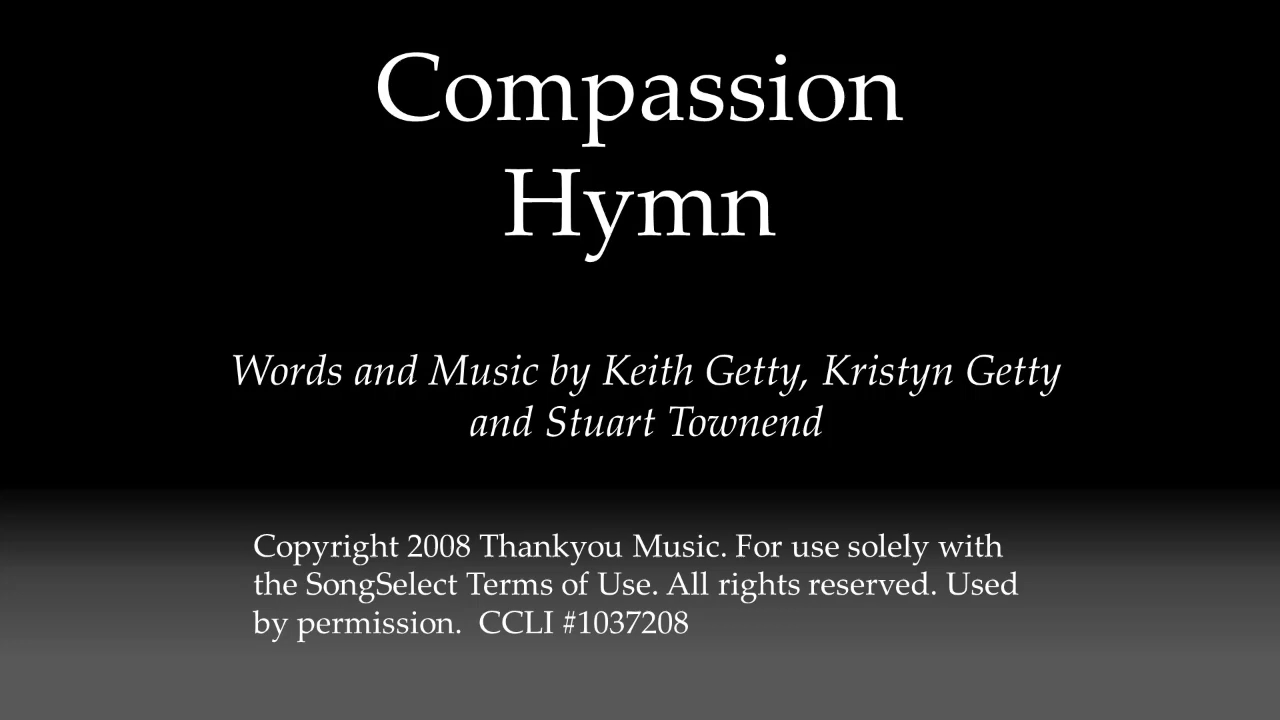 Compassion
Hymn
Words and Music by Keith Getty, Kristyn Getty
and Stuart Townend
Copyright 2008 Thankyou Music. For use solely with
the SongSelect Terms of Use. All rights reserved. Used
by permission.  CCLI #1037208